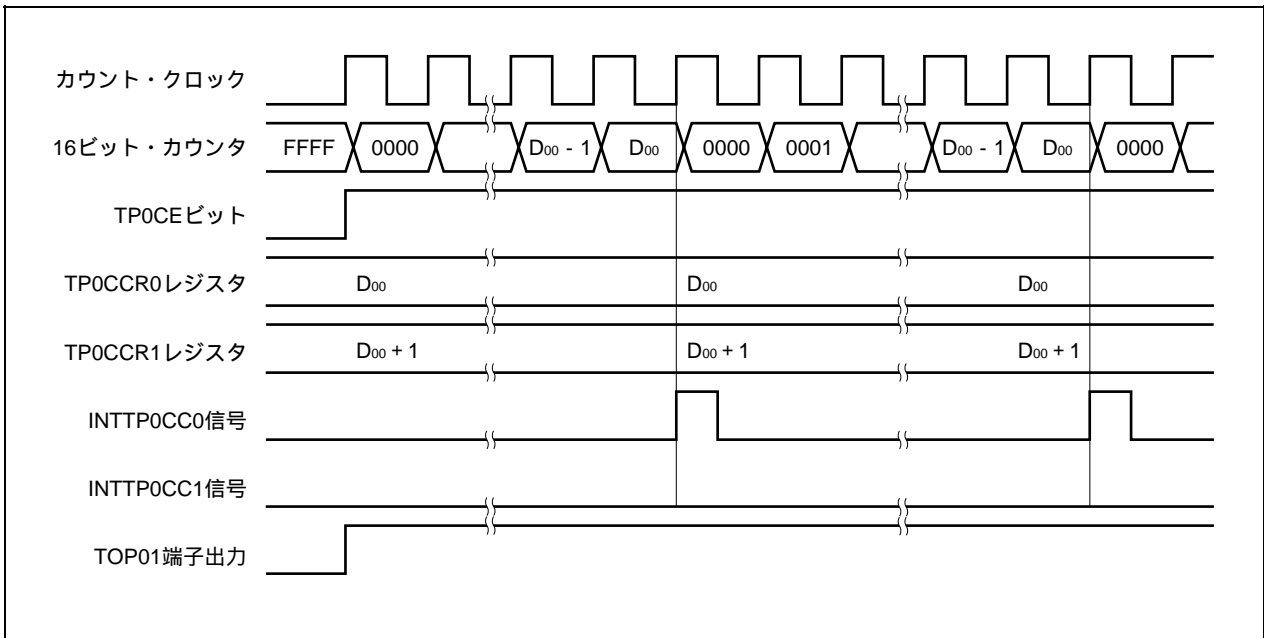 カウント・クロック
16ビット・カウンタ FFFF 0000 D00 - 1 D00 0000 0001 D00 - 1 D00 0000
TP0CEビット
TP0CCR0レジスタ D00 D00 D00
TP0CCR1レジスタ D00 + 1 D00 + 1 D00 + 1
INTTP0CC0信号
INTTP0CC1信号
TOP01端子出力